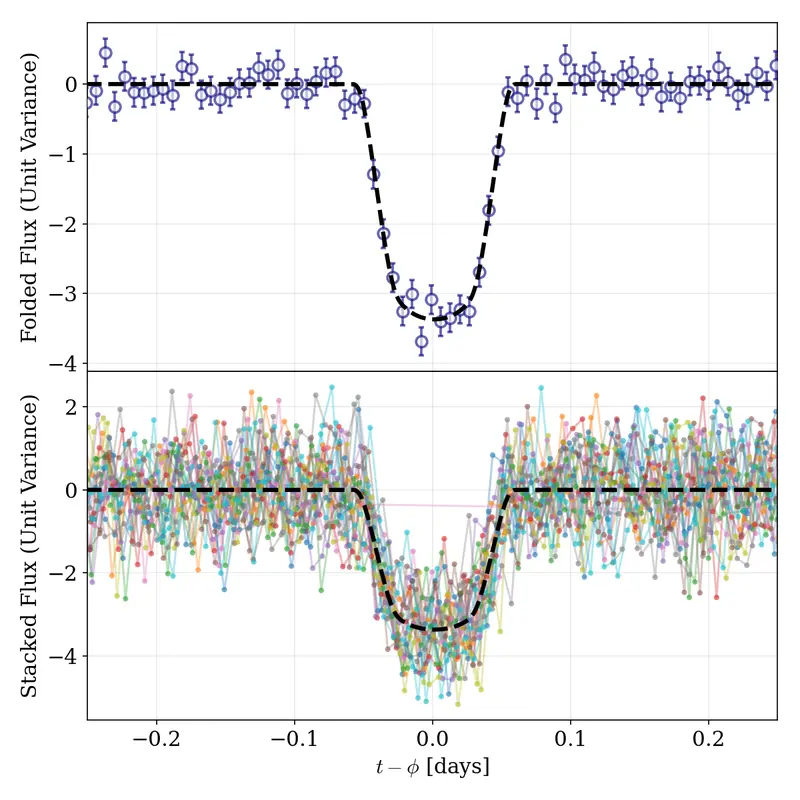 Folded Flux (Unit Variance)
0
−1
−2
−3
−4
Stacked Flux (Unit Variance)
2
0
−2
−4
−0.2 −0.1 0.0 0.1 0.2
t − ϕ [days]